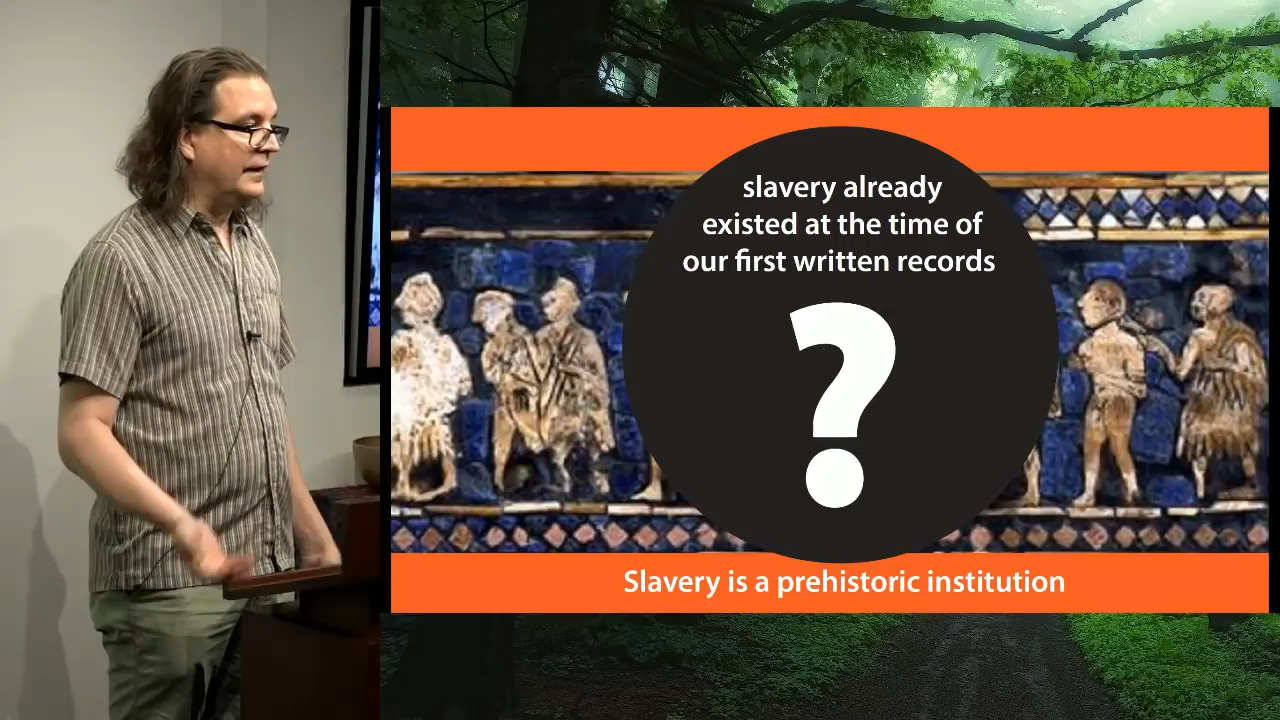 slavery already
existed at the time of
our first written records
?
Slavery is a prehistoric institution